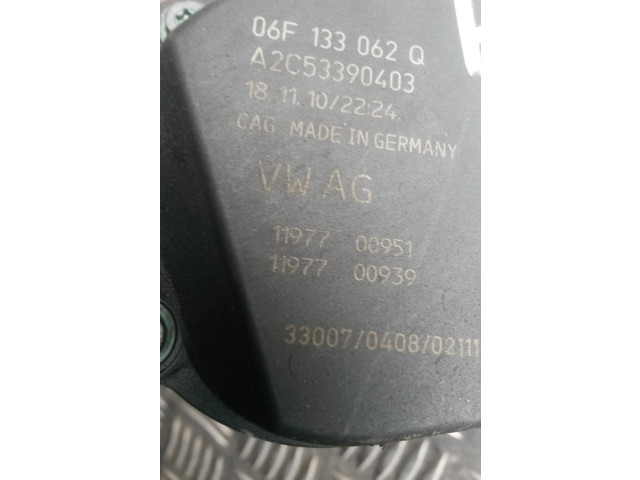 06F 133 062 Q
A2C53390403
18.11.10/22:24
CAG MADE IN GERMANY
VW AG
11977 00951
11977 00939
33007/0408/02111